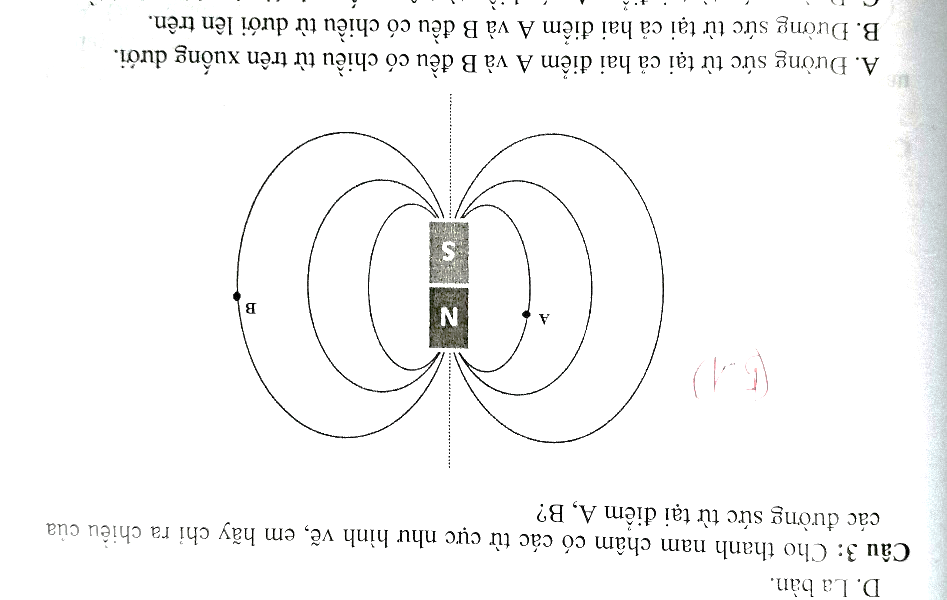 D. La bàn.
Câu 3: Cho thanh nam châm có các từ cực như hình vẽ, em hãy chỉ ra chiều của
các đường sức từ tại điểm A, B?
A
N
B
S
A. Đường sức từ tại cả hai điểm A và B đều có chiều từ trên xuống dưới.
B. Đường sức từ tại cả hai điểm A và B đều có chiều từ dưới lên trên.